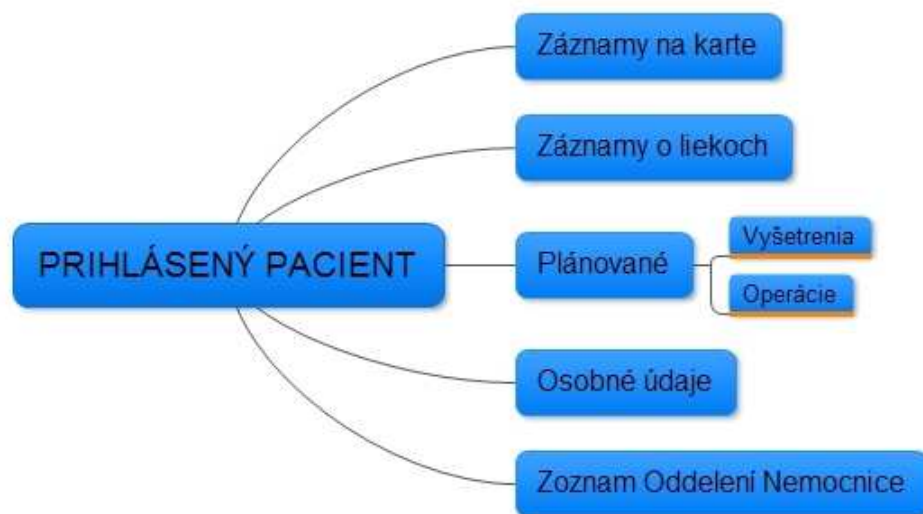 Záznamy na karte
Záznamy o liekoch
PRIHLÁSENÝ PACIENT
Plánované
Vyšetrenia
Operácie
Osobné údaje
Zoznam Oddelení Nemocnice